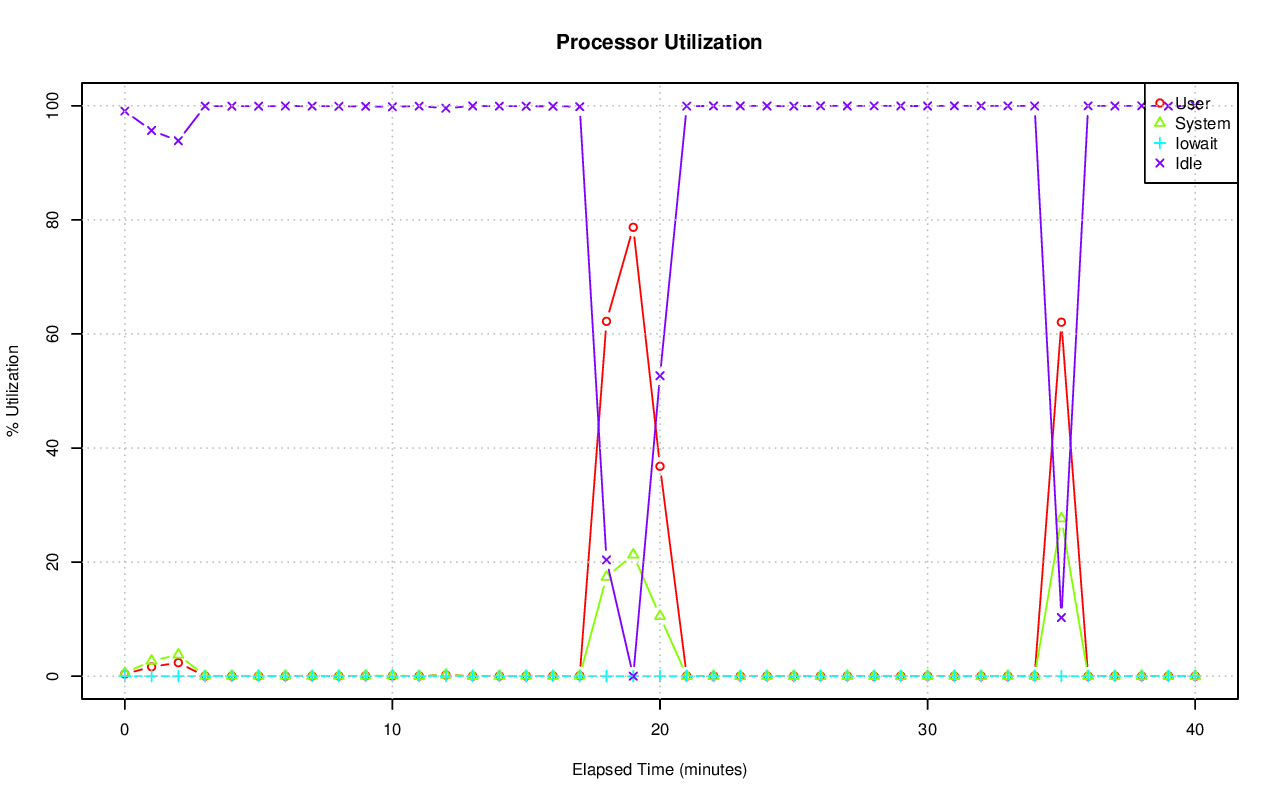 Processor Utilization
% Utilization
100
80
60
40
20
0
User
System
Iowait
Idle
0 10 20 30 40
Elapsed Time (minutes)